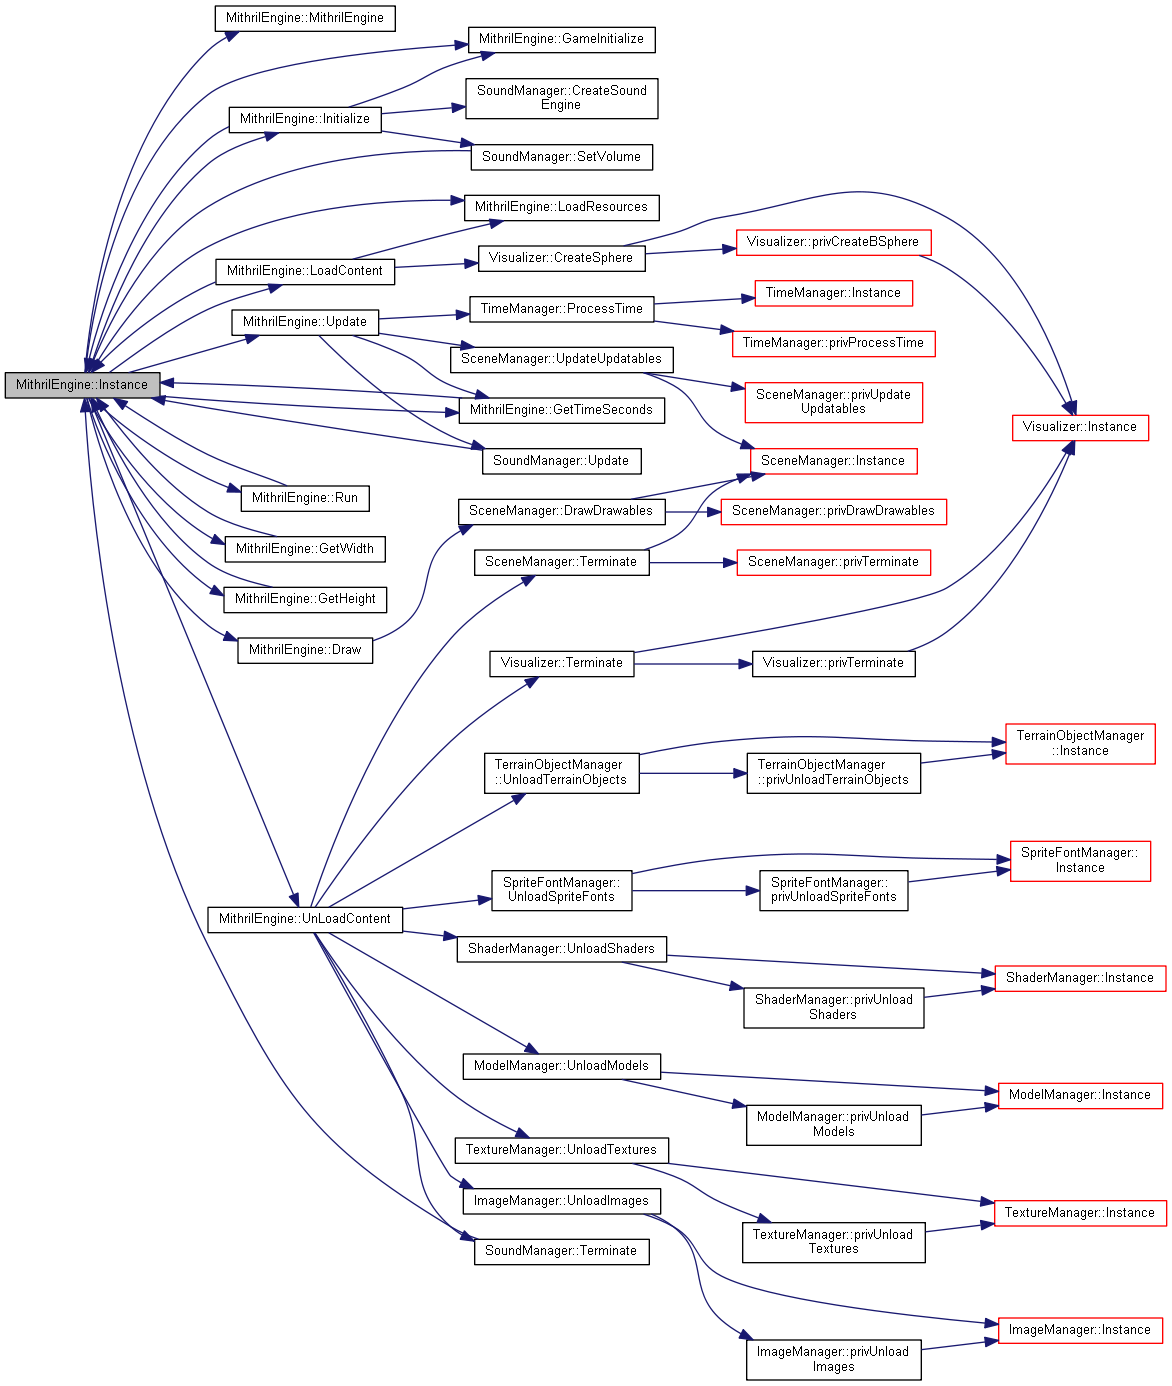 MithrilEngine::MithrilEngine
MithrilEngine::GameInitialize
SoundManager::CreateSound
Engine
MithrilEngine::Initialize
SoundManager::SetVolume
MithrilEngine::LoadResources
Visualizer::privCreateBSphere
Visualizer::CreateSphere
MithrilEngine::LoadContent
TimeManager::Instance
TimeManager::ProcessTime
MithrilEngine::Update
TimeManager::privProcessTime
SceneManager::UpdateUpdatables
MithrilEngine::Instance
SceneManager::privUpdate
Updatables
MithrilEngine::GetTimeSeconds
Visualizer::Instance
SoundManager::Update
SceneManager::Instance
MithrilEngine::Run
SceneManager::DrawDrawables
SceneManager::privDrawDrawables
MithrilEngine::GetWidth
SceneManager::Terminate
SceneManager::privTerminate
MithrilEngine::GetHeight
MithrilEngine::Draw
Visualizer::Terminate
Visualizer::privTerminate
TerrainObjectManager
::Instance
TerrainObjectManager
::UnloadTerrainObjects
TerrainObjectManager
::privUnloadTerrainObjects
SpriteFontManager::
Instance
SpriteFontManager::
UnloadSpriteFonts
SpriteFontManager::
privUnloadSpriteFonts
MithrilEngine::UnLoadContent
ShaderManager::UnloadShaders
ShaderManager::Instance
ShaderManager::privUnload
Shaders
ModelManager::UnloadModels
ModelManager::Instance
ModelManager::privUnload
Models
TextureManager::UnloadTextures
ImageManager::UnloadImages
TextureManager::Instance
TextureManager::privUnload
Textures
SoundManager::Terminate
ImageManager::Instance
ImageManager::privUnload
Images